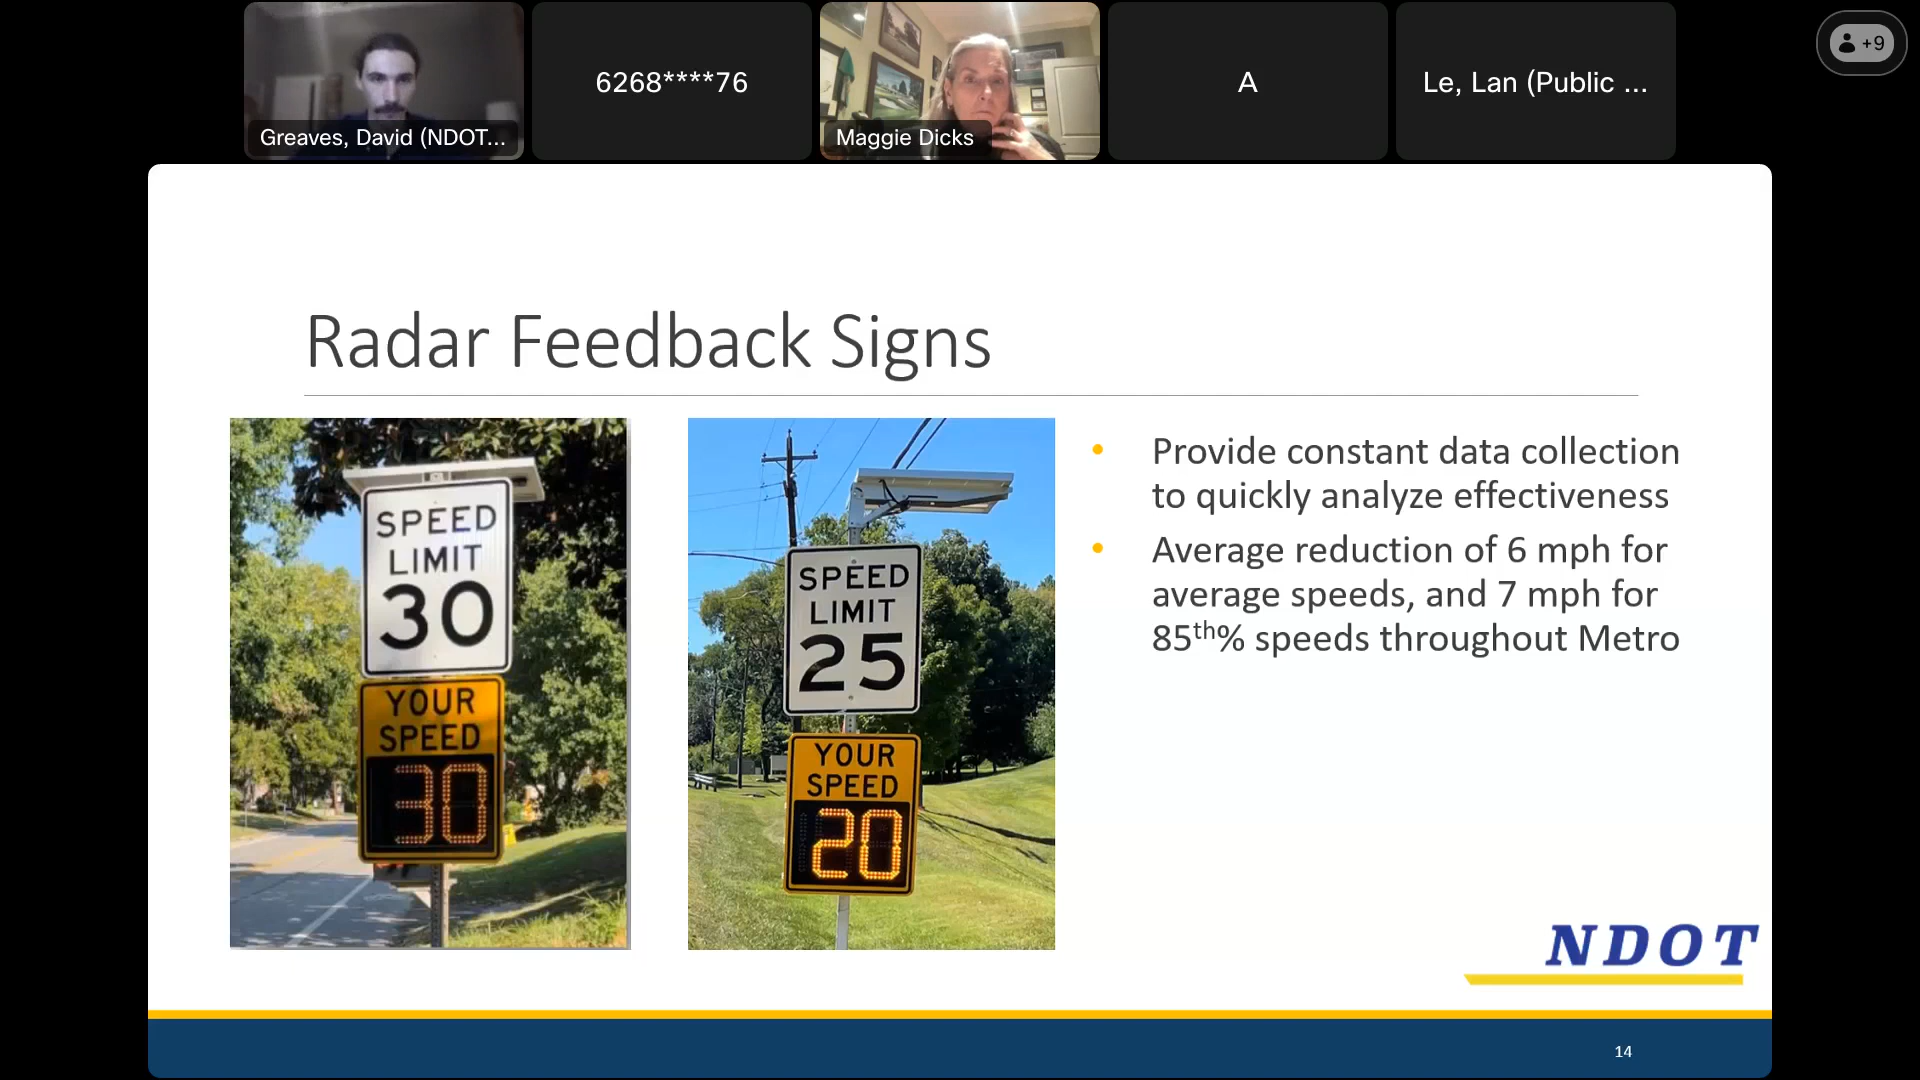 Greaves, David (NDOT...
6268****76
Maggie Dicks
A
Le, Lan (Public ...
+9
Radar Feedback Signs
SPEED
LIMIT
30
YOUR
SPEED
30
SPEED
LIMIT
25
YOUR
SPEED
20
• Provide constant data collection
to quickly analyze effectiveness
• Average reduction of 6 mph for
average speeds, and 7 mph for
85th% speeds throughout Metro
NDOT
14